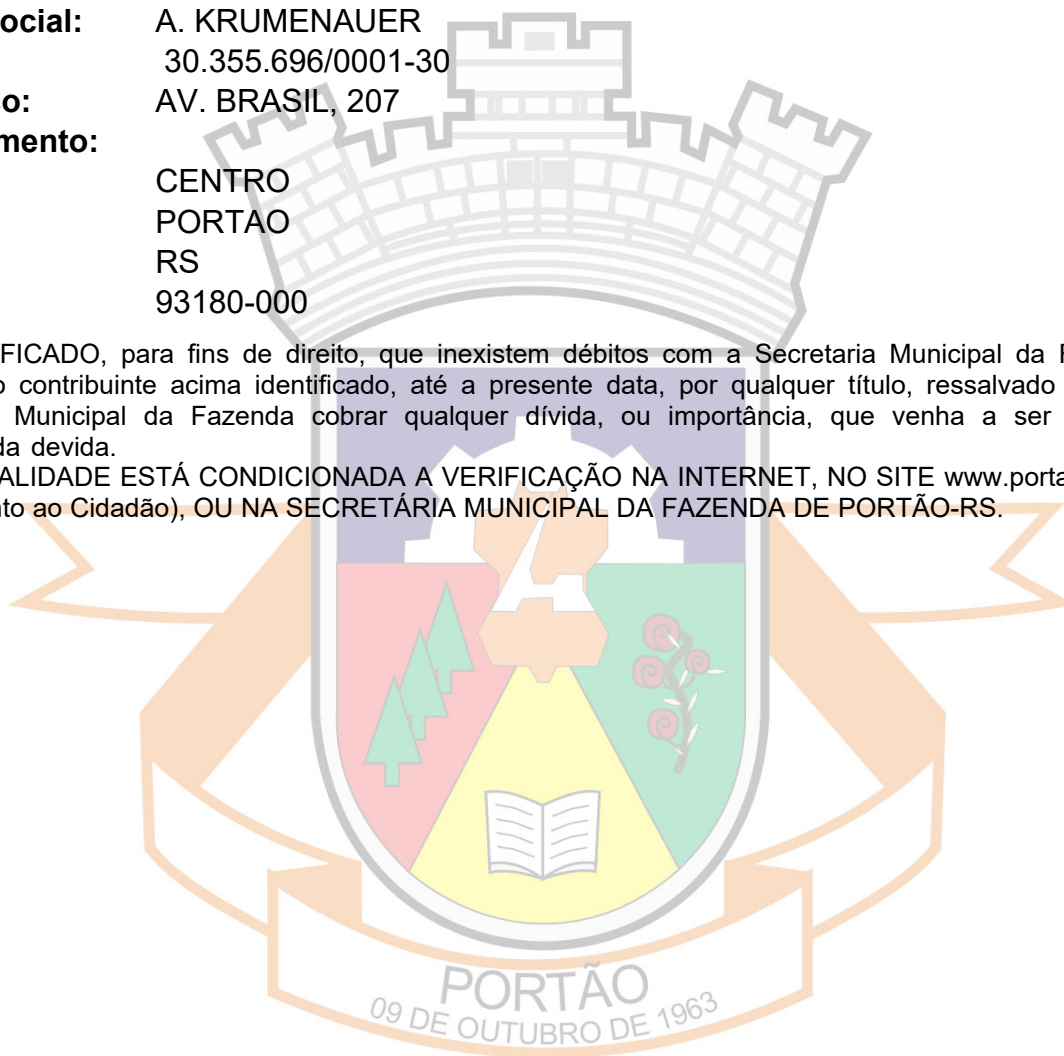 ocial: A. KRUMENAUER
30.355.696/0001-30
o: AV. BRASIL, 207
mento:
CENTRO
PORTAO
RS
93180-000
FICADO, para fins de direito, que inexistem débitos com a Secretaria Municipal da
o contribuinte acima identificado, até a presente data, por qualquer título, ressalvado
Municipal da Fazenda cobrar qualquer dívida, ou importância, que venha a ser
da devida.
ALIDADE ESTÁ CONDICIONADA A VERIFICAÇÃO NA INTERNET, NO SITE www.porta
to ao Cidadão), OU NA SECRETÁRIA MUNICIPAL DA FAZENDA DE PORTÃO-RS.
PORTÃO
09 DE OUTUBRO DE 1963